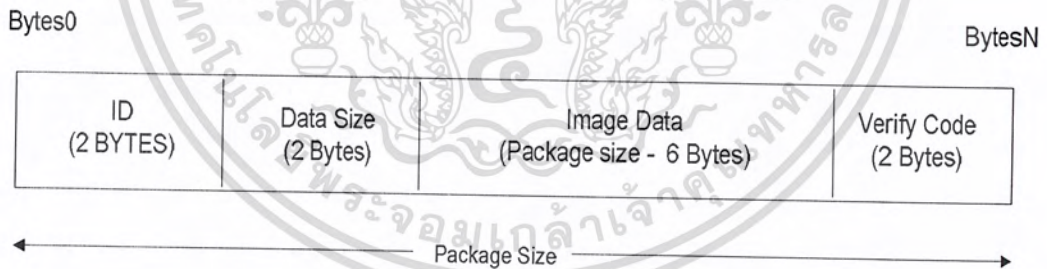 Bytes0
BytesN
ID
(2 BYTES)
Data Size
(2 Bytes)
Image Data
(Package size - 6 Bytes)
Verify Code
(2 Bytes)
Package Size